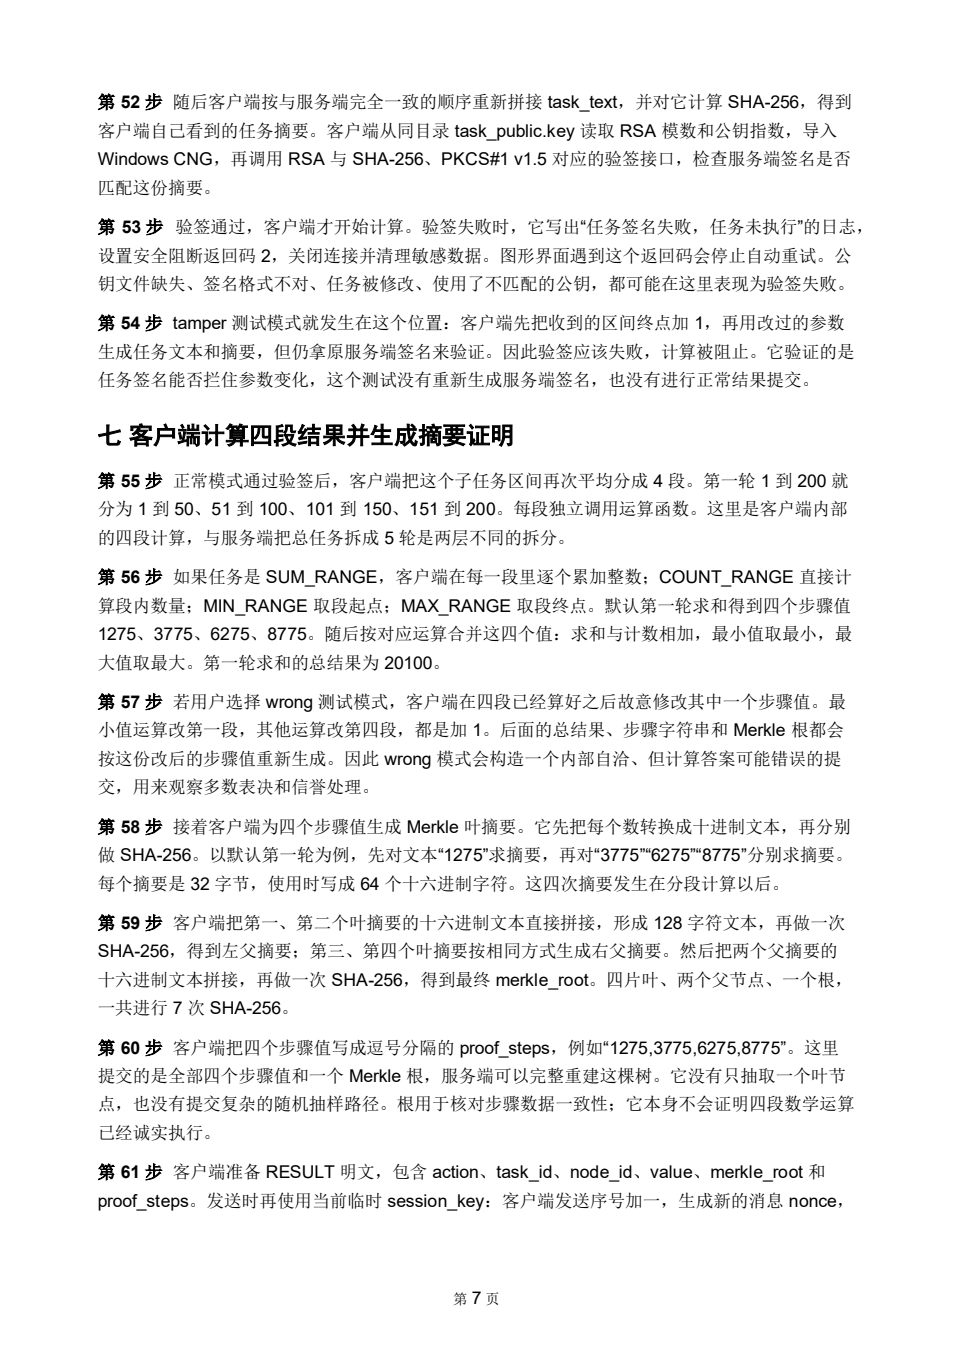 第 52 步 随后客户端按与服务端完全一致的顺序重新拼接 task_text，并对它计算 SHA-256，得到
客户端自己看到的任务摘要。客户端从同目录 task_public.key 读取 RSA 模数和公钥指数，导入
Windows CNG，再调用 RSA 与 SHA-256、PKCS#1 v1.5 对应的验签接口，检查服务端签名是否
匹配这份摘要。
第 53 步 验签通过，客户端才开始计算。验签失败时，它写出“任务签名失败，任务未执行”的日志，
设置安全阻断返回码 2，关闭连接并清理敏感数据。图形界面遇到这个返回码会停止自动重试。公
钥文件缺失、签名格式不对、任务被修改、使用了不匹配的公钥，都可能在这里表现为验签失败。
第 54 步 tamper 测试模式就发生在这个位置：客户端先把收到的区间终点加 1，再用改过的参数
生成任务文本和摘要，但仍拿原服务端签名来验证。因此验签应该失败，计算被阻止。它验证的是
任务签名能否拦住参数变化，这个测试没有重新生成服务端签名，也没有进行正常结果提交。
七 客户端计算四段结果并生成摘要证明
第 55 步 正常模式通过验签后，客户端把这个子任务区间再次平均分成 4 段。第一轮 1 到 200 就
分为 1 到 50、51 到 100、101 到 150、151 到 200。每段独立调用运算函数。这里是客户端内部
的四段计算，与服务端把总任务拆成 5 轮是两层不同的拆分。
第 56 步 如果任务是 SUM_RANGE，客户端在每一段里逐个累加整数；COUNT_RANGE 直接计
算段内数量；MIN_RANGE 取段起点；MAX_RANGE 取段终点。默认第一轮求和得到四个步骤值
1275、3775、6275、8775。随后按对应运算合并这四个值：求和与计数相加，最小值取最小，最
大值取最大。第一轮求和的总结果为 20100。
第 57 步 若用户选择 wrong 测试模式，客户端在四段已经算好之后故意修改其中一个步骤值。最
小值运算改第一段，其他运算改第四段，都是加 1。后面的总结果、步骤字符串和 Merkle 根都会
按这份改后的步骤值重新生成。因此 wrong 模式会构造一个内部自洽、但计算答案可能错误的提
交，用来观察多数表决和信誉处理。
第 58 步 接着客户端为四个步骤值生成 Merkle 叶摘要。它先把每个数转换成十进制文本，再分别
做 SHA-256。以默认第一轮为例，先对文本“1275”求摘要，再对“3775”“6275”“8775”分别求摘要。
每个摘要是 32 字节，使用时写成 64 个十六进制字符。这四次摘要发生在分段计算以后。
第 59 步 客户端把第一、第二个叶摘要的十六进制文本直接拼接，形成 128 字符文本，再做一次
SHA-256，得到左父摘要；第三、第四个叶摘要按相同方式生成右父摘要。然后把两个父摘要的
十六进制文本拼接，再做一次 SHA-256，得到最终 merkle_root。四片叶、两个父节点、一个根，
一共进行 7 次 SHA-256。
第 60 步 客户端把四个步骤值写成逗号分隔的 proof_steps，例如“1275,3775,6275,8775”。这里
提交的是全部四个步骤值和一个 Merkle 根，服务端可以完整重建这棵树。它没有只抽取一个叶节
点，也没有提交复杂的随机抽样路径。根用于核对步骤数据一致性；它本身不会证明四段数学运算
已经诚实执行。
第 61 步 客户端准备 RESULT 明文，包含 action、task_id、node_id、value、merkle_root 和
proof_steps。发送时再使用当前临时 session_key：客户端发送序号加一，生成新的消息 nonce，
第 7 页